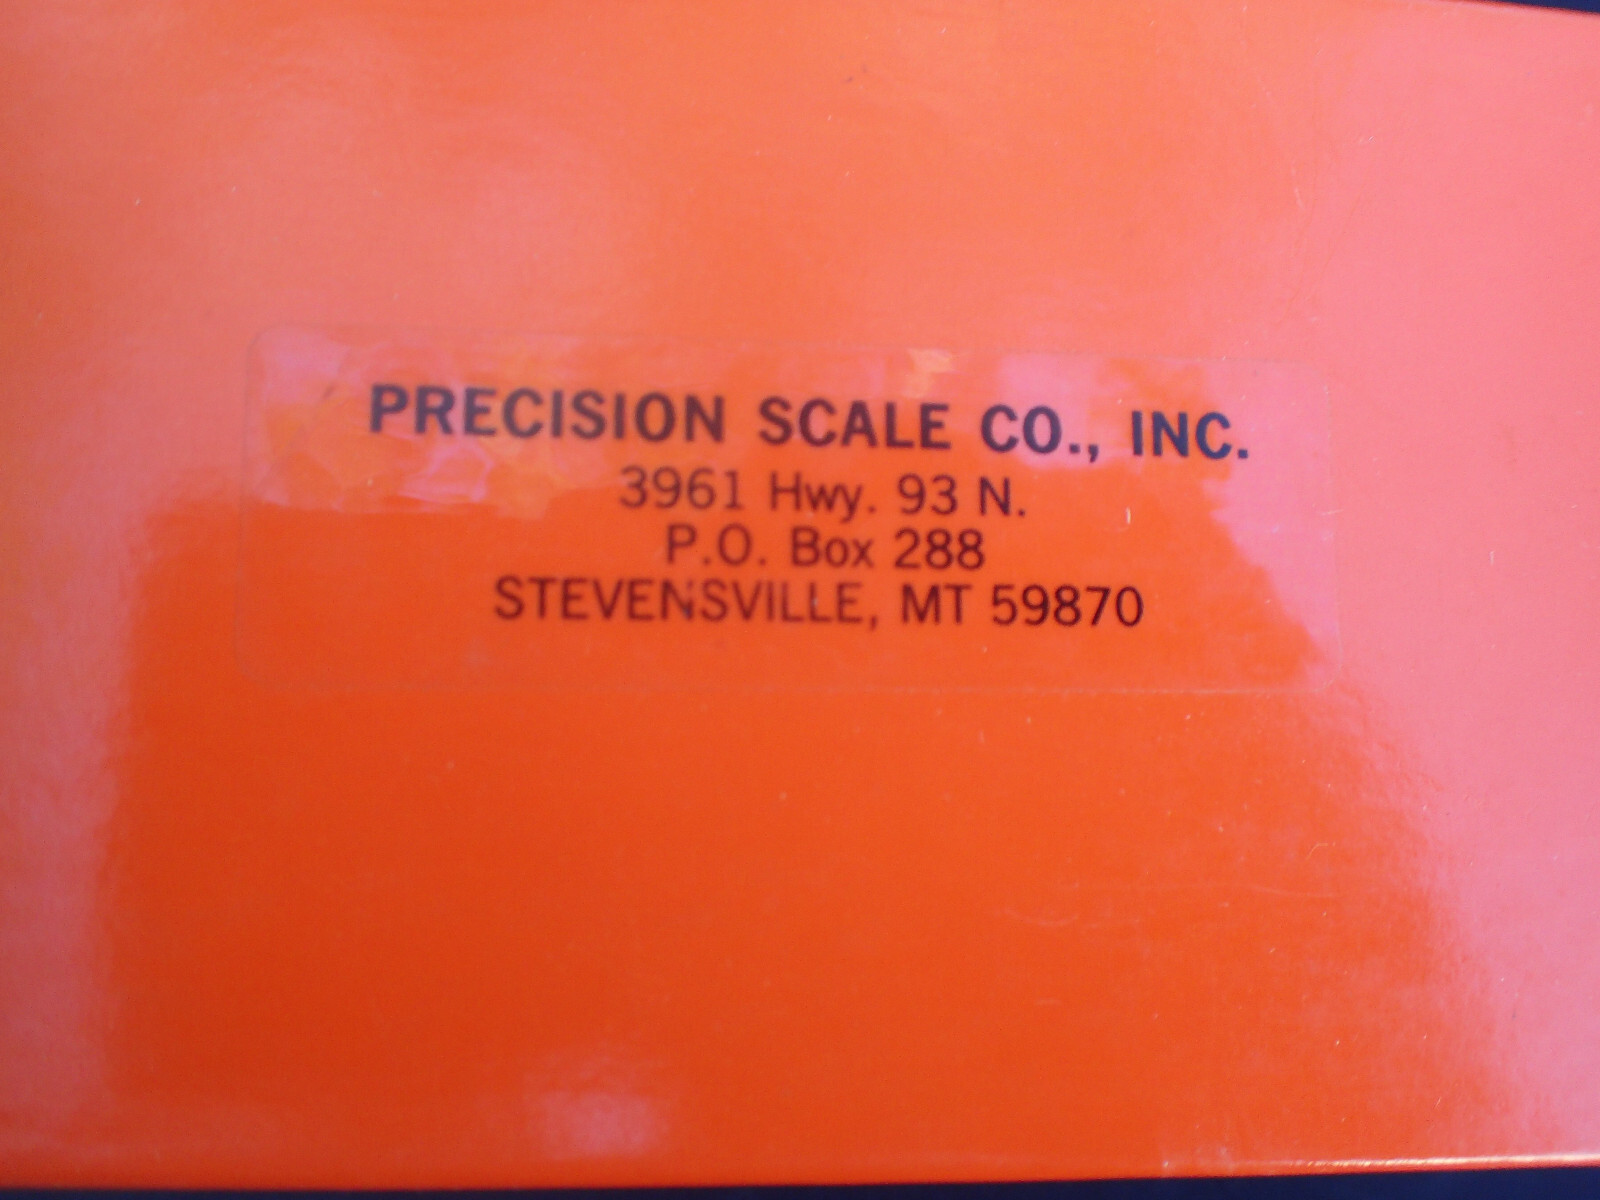 PRECISION SCALE CO., INC.
3961 Hwy. 93 N.
P.O. Box 288
STEVENSVILLE, MT 59870